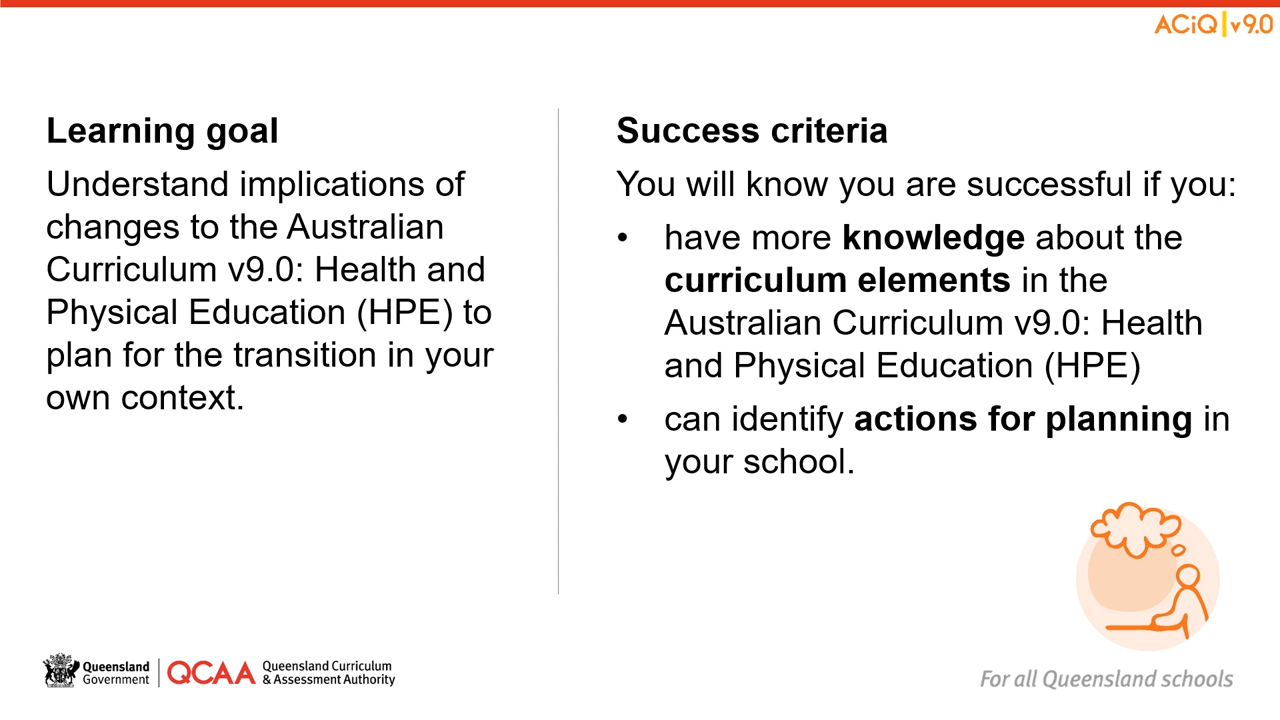 ACiQ v9.0
Learning goal
Understand implications of
changes to the Australian
Curriculum v9.0: Health and
Physical Education (HPE) to
plan for the transition in your
own context.
Success criteria
You will know you are successful if you:
• have more knowledge about the
curriculum elements in the
Australian Curriculum v9.0: Health
and Physical Education (HPE)
• can identify actions for planning in
your school.
Queensland
Government
QCAA
Queensland Curriculum
& Assessment Authority
For all Queensland schools